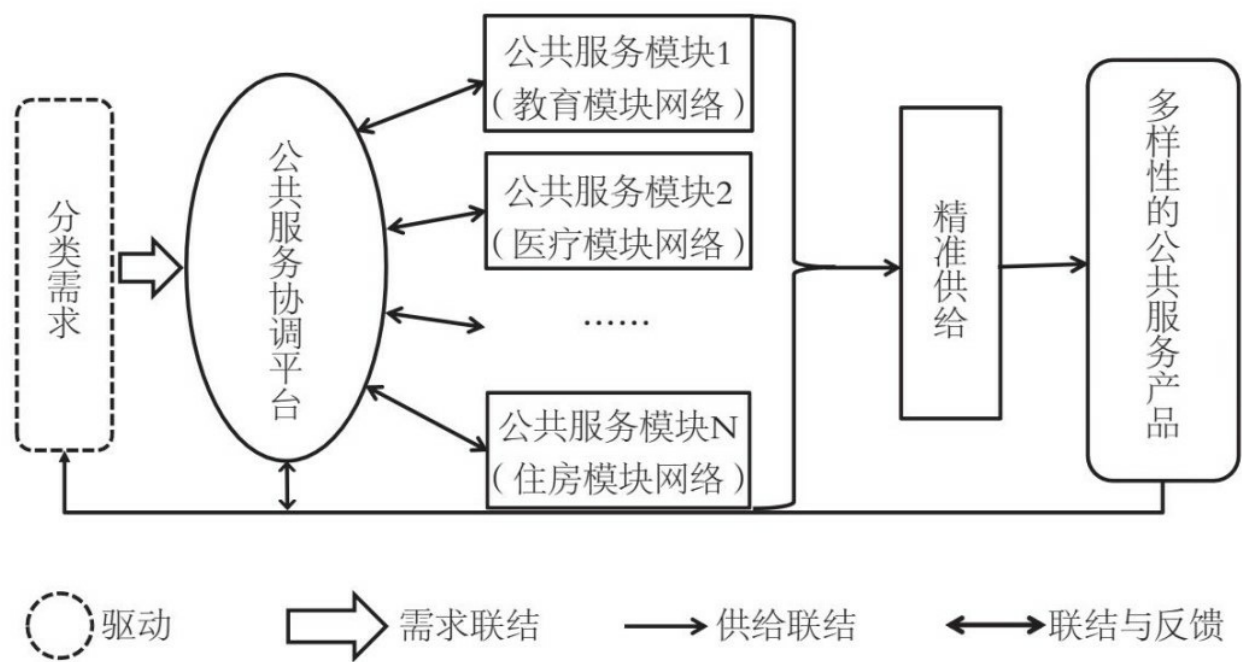 分类需求
公共服务协调平台
公共服务模块1
（教育模块网络）
公共服务模块2
（医疗模块网络）
……
公共服务模块N
（住房模块网络）
精准供给
多样性的公共服务产品
驱动
需求联结
供给联结
联结与反馈